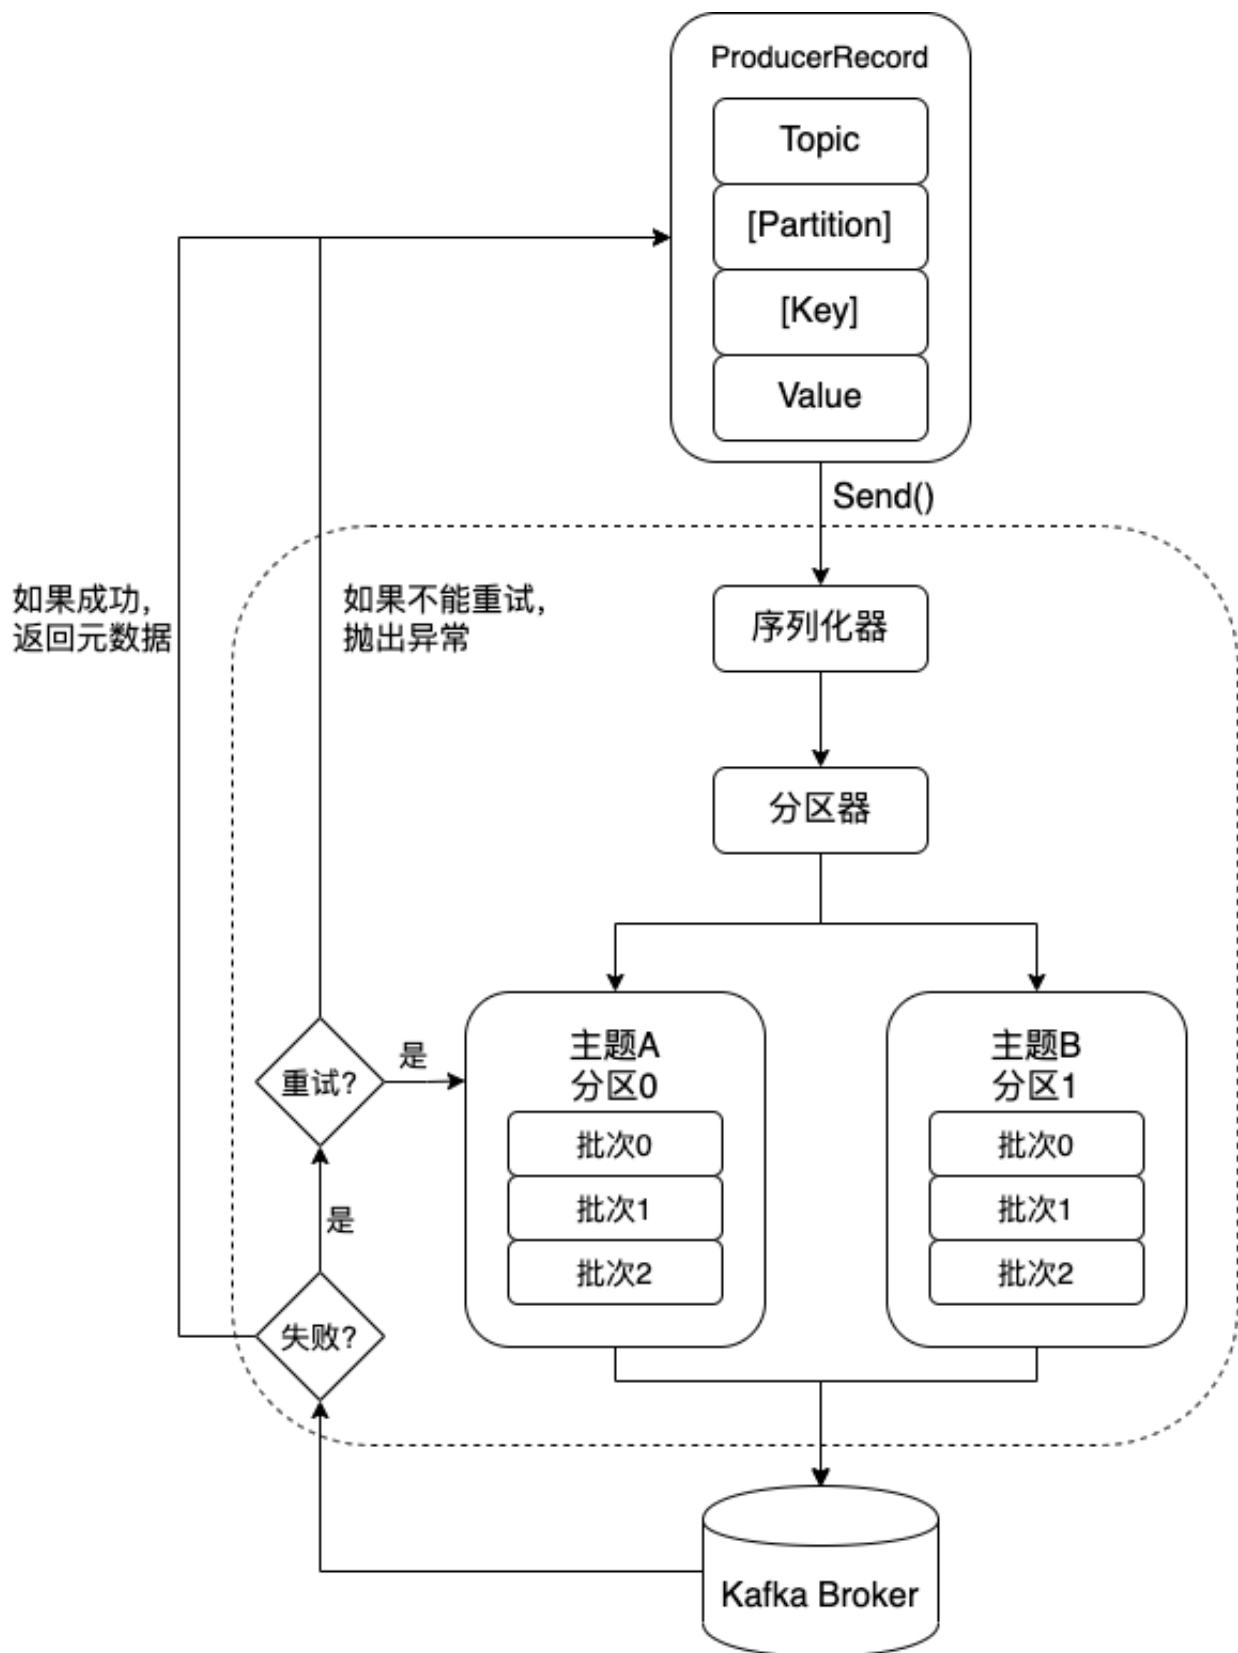 ProducerRecord
Topic
[Partition]
[Key]
Value
Send()
如果成功，
返回元数据
如果不能重试，
抛出异常
序列化器
分区器
主题A
分区0
批次0
批次1
批次2
主题B
分区1
批次0
批次1
批次2
重试?
是
是
失败?
Kafka Broker